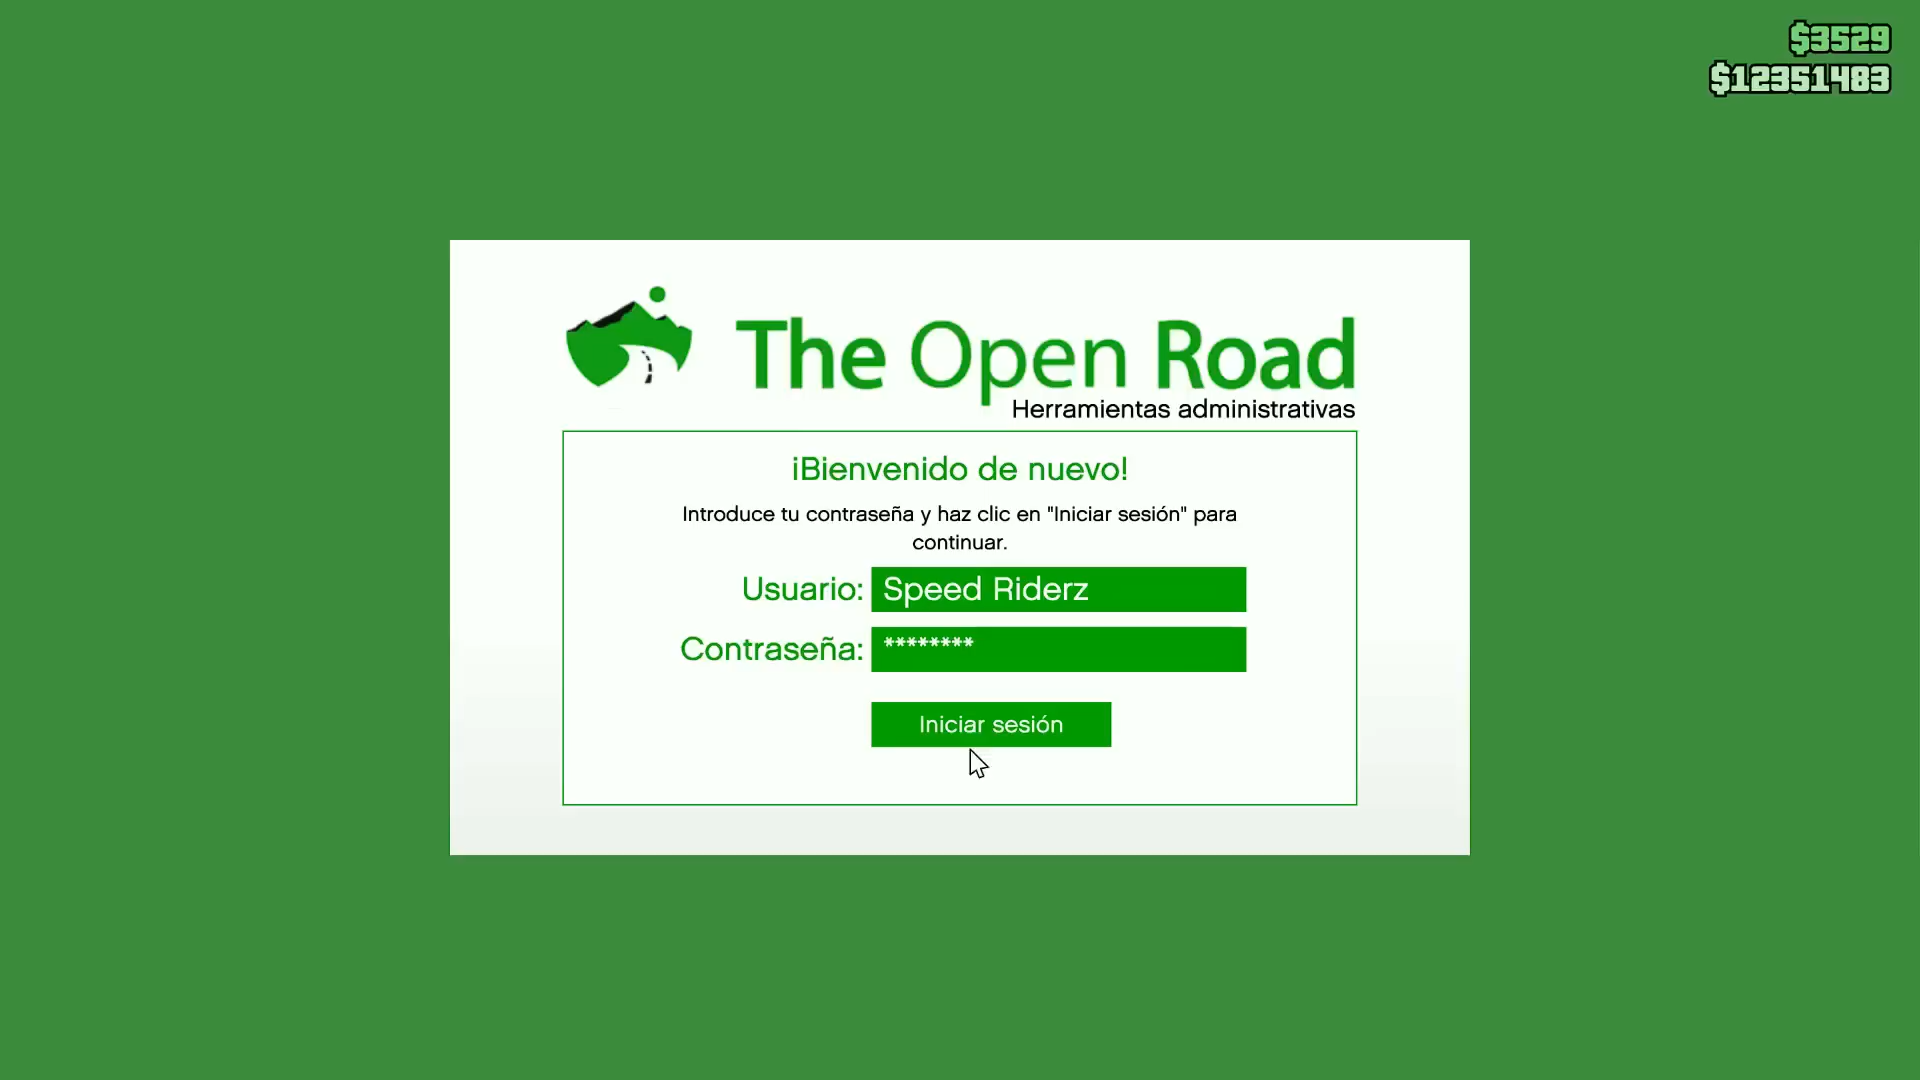 $3529
$12351483
The Open Road
Herramientas administrativas
¡Bienvenido de nuevo!
Introduce tu contraseña y haz clic en "Iniciar sesión" para
continuar.
Usuario: Speed Riderz
Contraseña: ********
Iniciar sesión